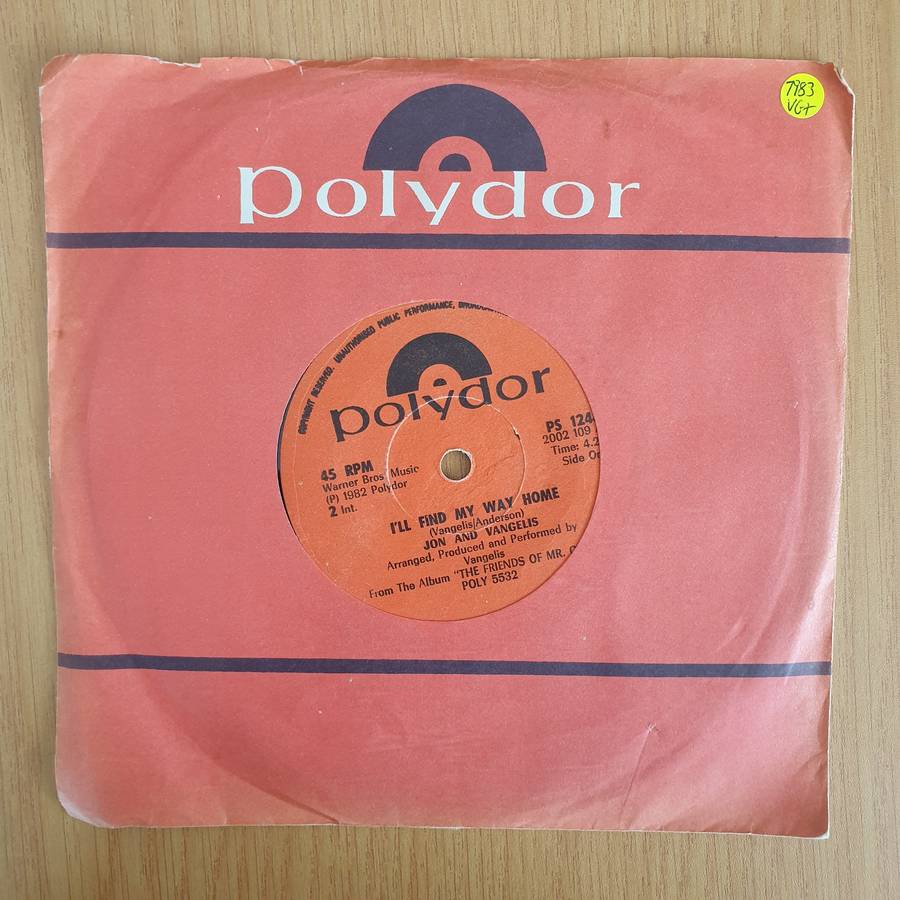 7983
VG+
polydor
COPYRIGHT RESERVED. UNAUTHORISED PUBLIC PERFORMANCE,
polydor
PS 124
2002 109
Time: 4.2
Side
45 RPM
Warner Bros. Music
(P) 1982 Polydor
2 Int.
I'LL FIND MY WAY HOME
(Vangelis/Anderson)
JON AND VANGELIS
Arranged, Produced and Performed by
Vangelis
From The Album "THE FRIENDS OF MR.
POLY 5532